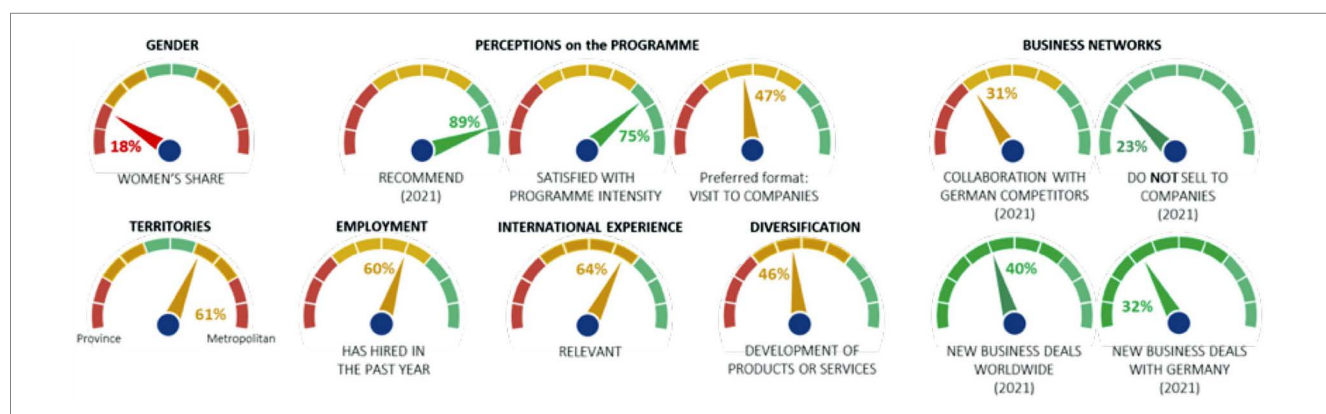 GENDER
PERCEPTIONS on the PROGRAMME
BUSINESS NETWORKS
18%
WOMEN'S SHARE
89%
RECOMMEND
(2021)
75%
SATISFIED WITH
PROGRAMME INTENSITY
47%
Preferred format:
VISIT TO COMPANIES
31%
COLLABORATION WITH
GERMAN COMPETITORS
(2021)
23%
DO NOT SELL TO
COMPANIES
(2021)
TERRITORIES
61%
Province
Metropolitan
EMPLOYMENT
60%
HAS HIRED IN
THE PAST YEAR
INTERNATIONAL EXPERIENCE
64%
RELEVANT
DIVERSIFICATION
46%
DEVELOPMENT OF
PRODUCTS OR SERVICES
40%
NEW BUSINESS DEALS
WORLDWIDE
(2021)
32%
NEW BUSINESS DEALS
WITH GERMANY
(2021)